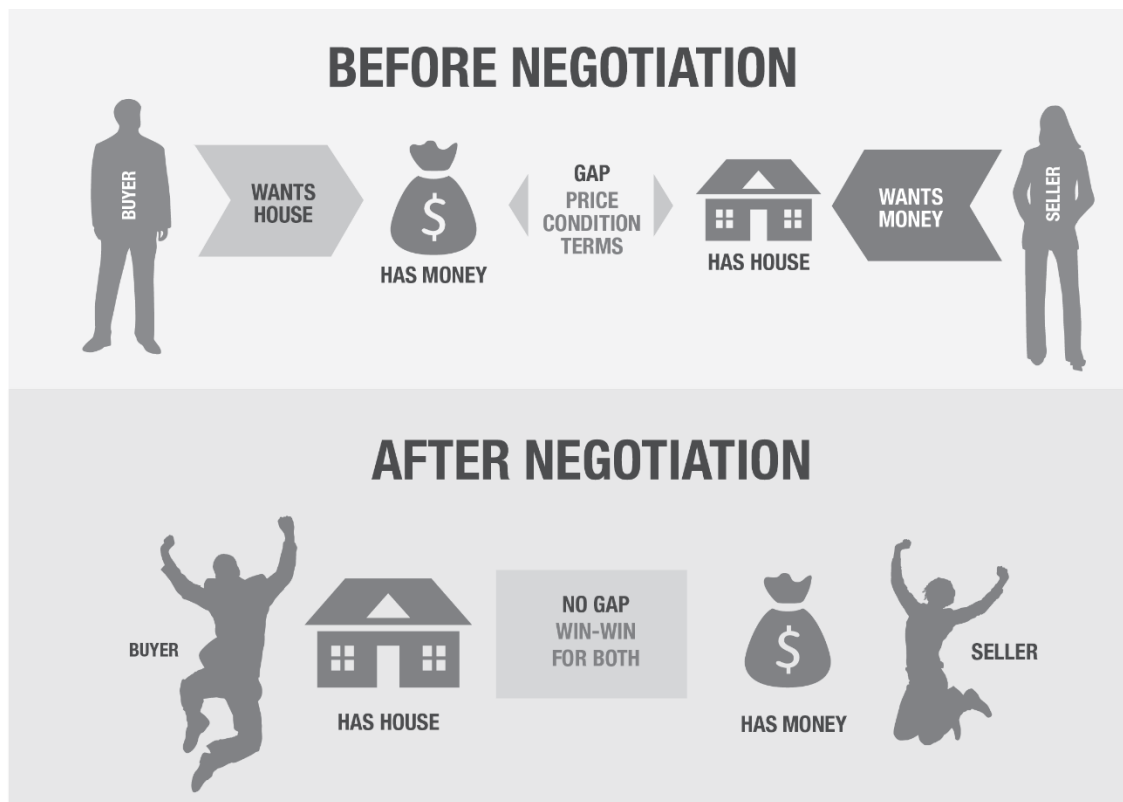 BEFORE NEGOTIATION
BUYER
WANTS
HOUSE
$
HAS MONEY
GAP
PRICE
CONDITION
TERMS
HAS HOUSE
WANTS
MONEY
SELLER
AFTER NEGOTIATION
BUYER
HAS HOUSE
NO GAP
WIN-WIN
FOR BOTH
$
HAS MONEY
SELLER